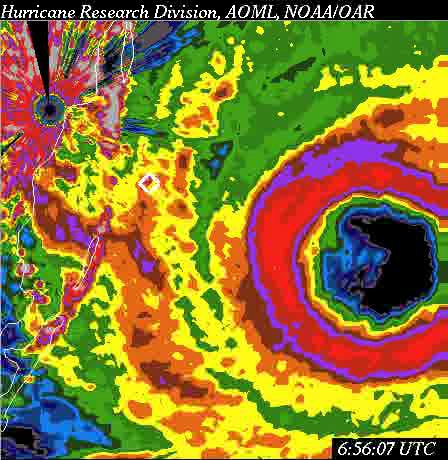 Hurricane Research Division, AOML, NOAA/OAR
6:56:07 UTC